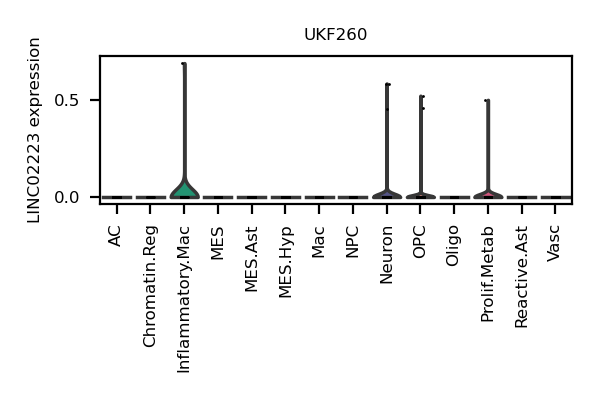 UKF260
LINC02223 expression
0.5
0.0
AC
Chromatin.Reg
Inflammatory.Mac
MES
MES.Ast
MES.Hyp
Mac
NPC
Neuron
OPC
Oligo
Prolif.Metab
Reactive.Ast
Vasc